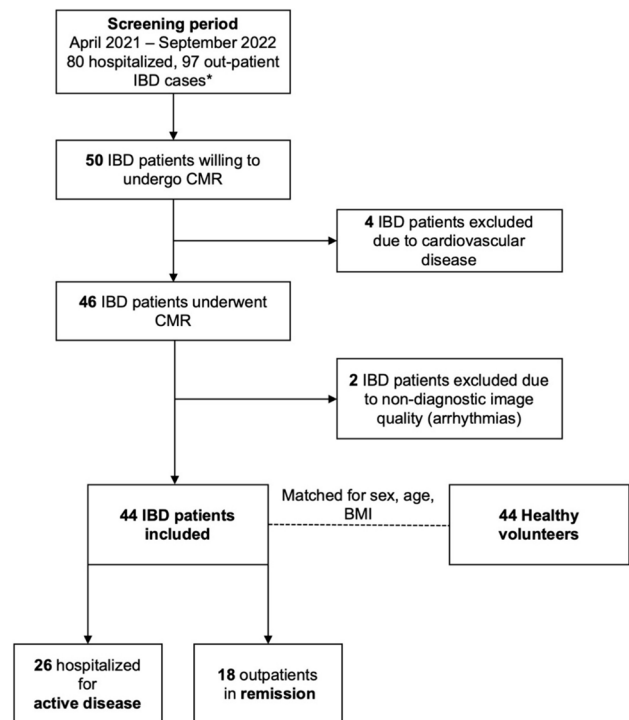 Screening period
April 2021 – September 2022
80 hospitalized, 97 out-patient
IBD cases*
50 IBD patients willing to
undergo CMR
4 IBD patients excluded
due to cardiovascular
disease
46 IBD patients underwent
CMR
2 IBD patients excluded due
to non-diagnostic image
quality (arrhythmias)
44 IBD patients
included
Matched for sex, age,
BMI
44 Healthy
volunteers
26 hospitalized
for
active disease
18 outpatients
in remission